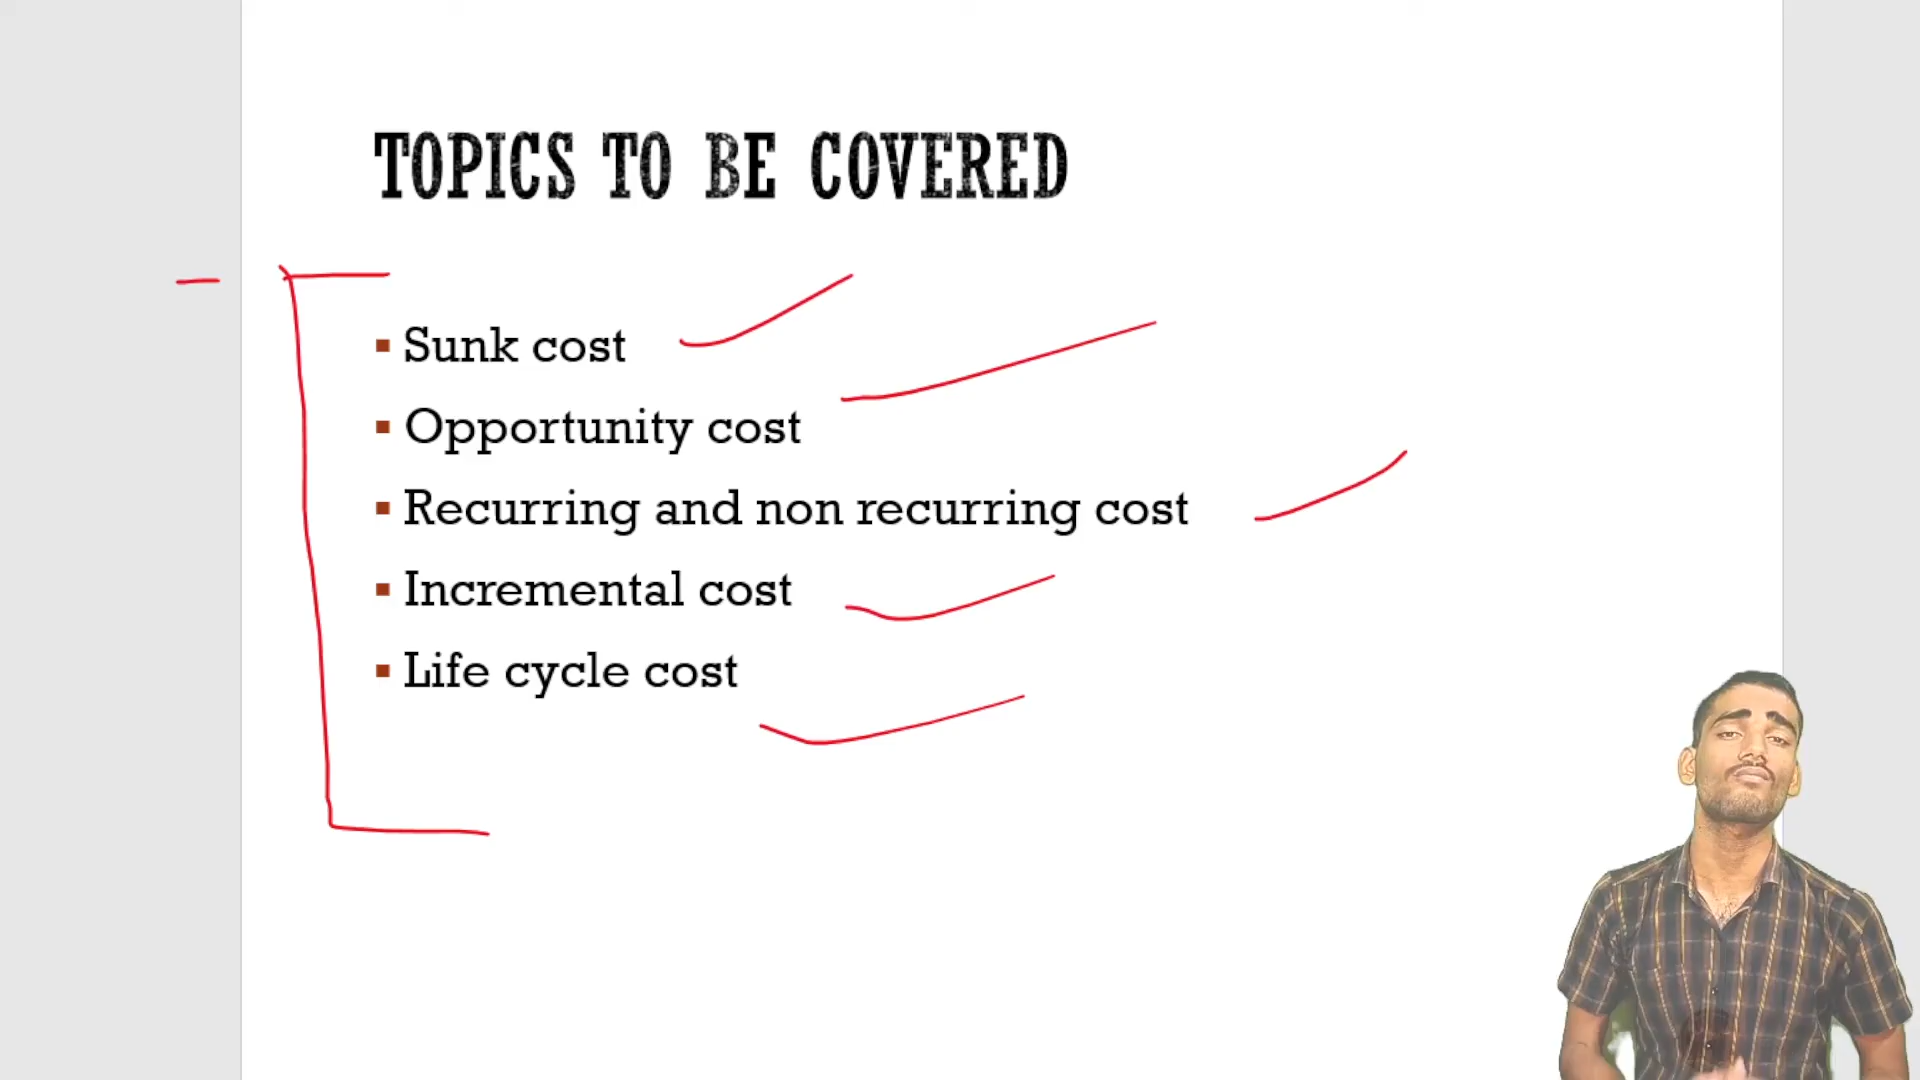 TOPICS TO BE COVERED
▪ Sunk cost
▪ Opportunity cost
▪ Recurring and non recurring cost
▪ Incremental cost
▪ Life cycle cost